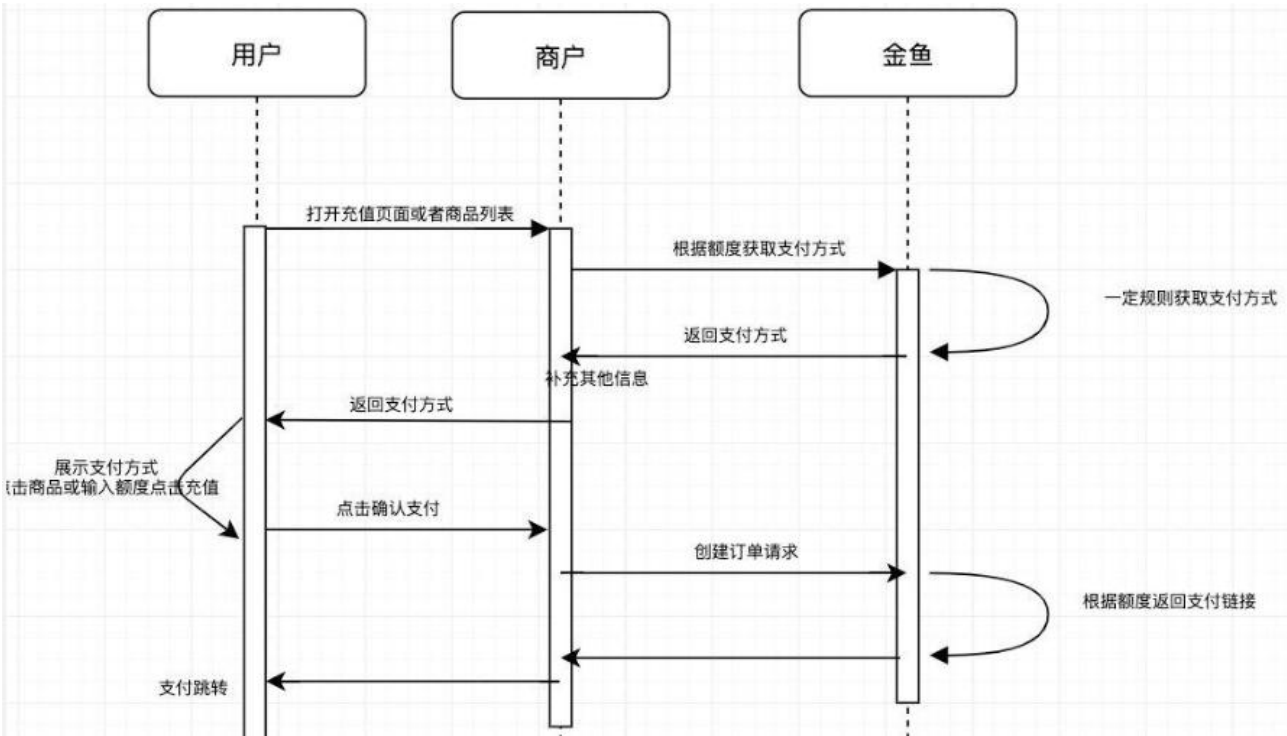 用户
商户
金鱼
打开充值页面或者商品列表
根据额度获取支付方式
一定规则获取支付方式
返回支付方式
补充其他信息
返回支付方式
展示支付方式
点击商品或输入额度点击充值
点击确认支付
创建订单请求
根据额度返回支付链接
支付跳转